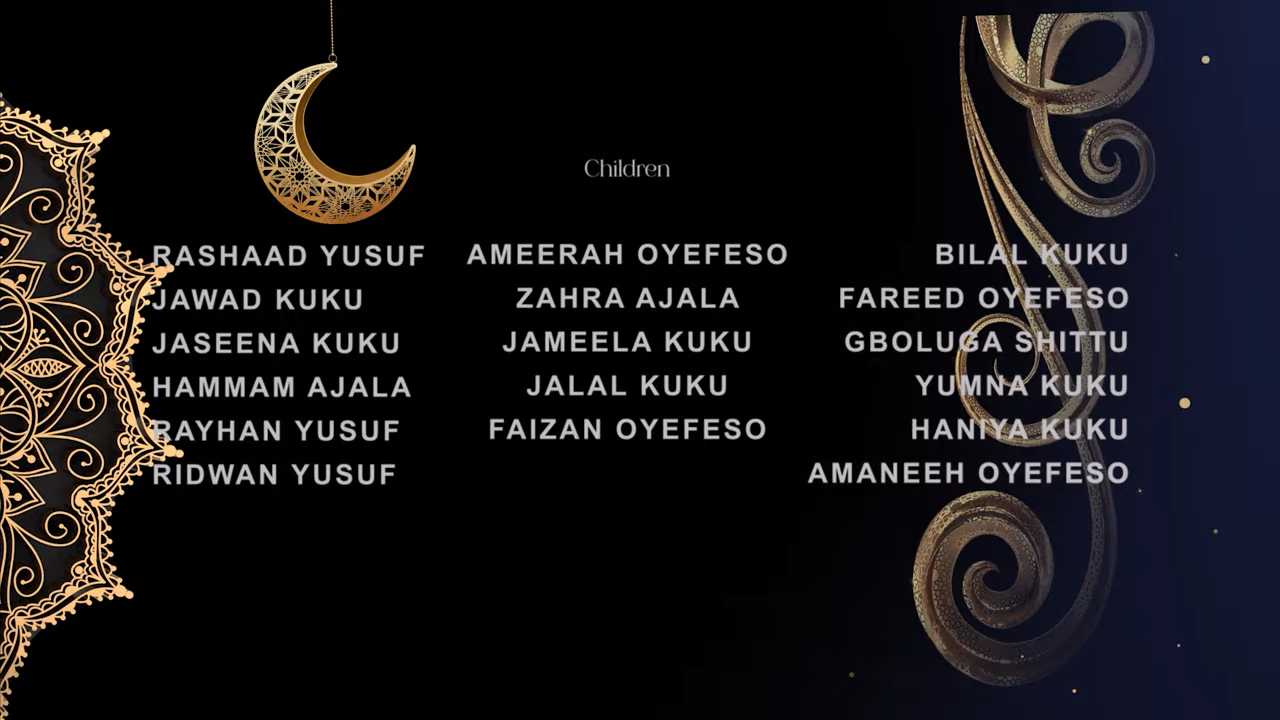 Children
RASHAAD YUSUF AMEERAH OYEFESO BILAL KUKU
JAWAD KUKU ZAHRA AJALA FAREED OYEFESO
JASEENA KUKU JAMEELA KUKU GBOLUGA SHITTU
HAMMAM AJALA JALAL KUKU YUMNA KUKU
RAYHAN YUSUF FAIZAN OYEFESO HANIYA KUKU
RIDWAN YUSUF AMANEEH OYEFESO